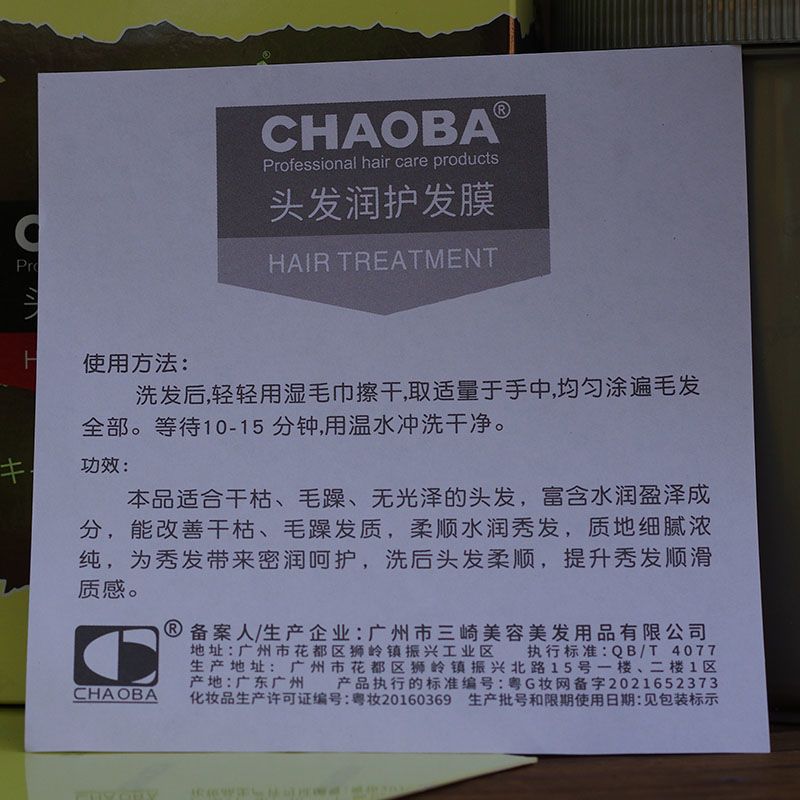 CHAOBA®
Professional hair care products
头发润护发膜
HAIR TREATMENT
使用方法：
洗发后,轻轻用湿毛巾擦干,取适量于手中,均匀涂遍毛发
全部。等待10-15 分钟,用温水冲洗干净。
功效：
本品适合干枯、毛躁、无光泽的头发，富含水润盈泽成
分，能改善干枯、毛躁发质，柔顺水润秀发，质地细腻浓
纯，为秀发带来密润呵护，洗后头发柔顺，提升秀发顺滑
质感。
® 备案人/生产企业：广州市三崎美容美发用品有限公司
地址：广州市花都区狮岭镇振兴工业区 执行标准：QB/T 4077
生产地址： 广州市花都区狮岭镇振兴北路15号一楼、二楼1区
产地：广东广州 产品执行的标准编号：粤G妆网备字2021652373
CHAOBA 化妆品生产许可证编号：粤妆20160369 生产批号和限期使用日期：见包装标示